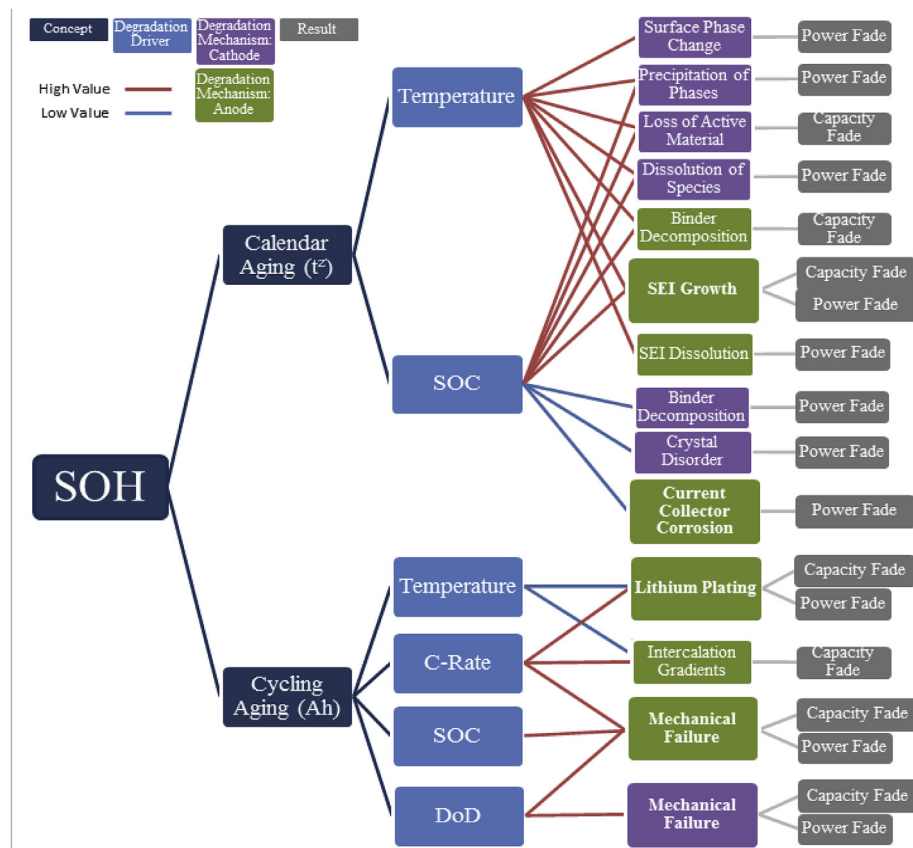 Concept
Degradation
Driver
Degradation
Mechanism:
Cathode
Result
High Value
Low Value
Degradation
Mechanism:
Anode
SOH
Calendar
Aging (tᶻ)
Cycling
Aging (Ah)
Temperature
SOC
Temperature
C-Rate
SOC
DoD
Surface Phase
Change
Power Fade
Precipitation of
Phases
Power Fade
Loss of Active
Material
Capacity
Fade
Dissolution of
Species
Power Fade
Binder
Decomposition
Capacity
Fade
SEI Growth
Capacity Fade
Power Fade
SEI Dissolution
Power Fade
Binder
Decomposition
Power Fade
Crystal
Disorder
Power Fade
Current
Collector
Corrosion
Power Fade
Lithium Plating
Capacity Fade
Power Fade
Intercalation
Gradients
Capacity
Fade
Mechanical
Failure
Capacity Fade
Power Fade
Mechanical
Failure
Capacity Fade
Power Fade